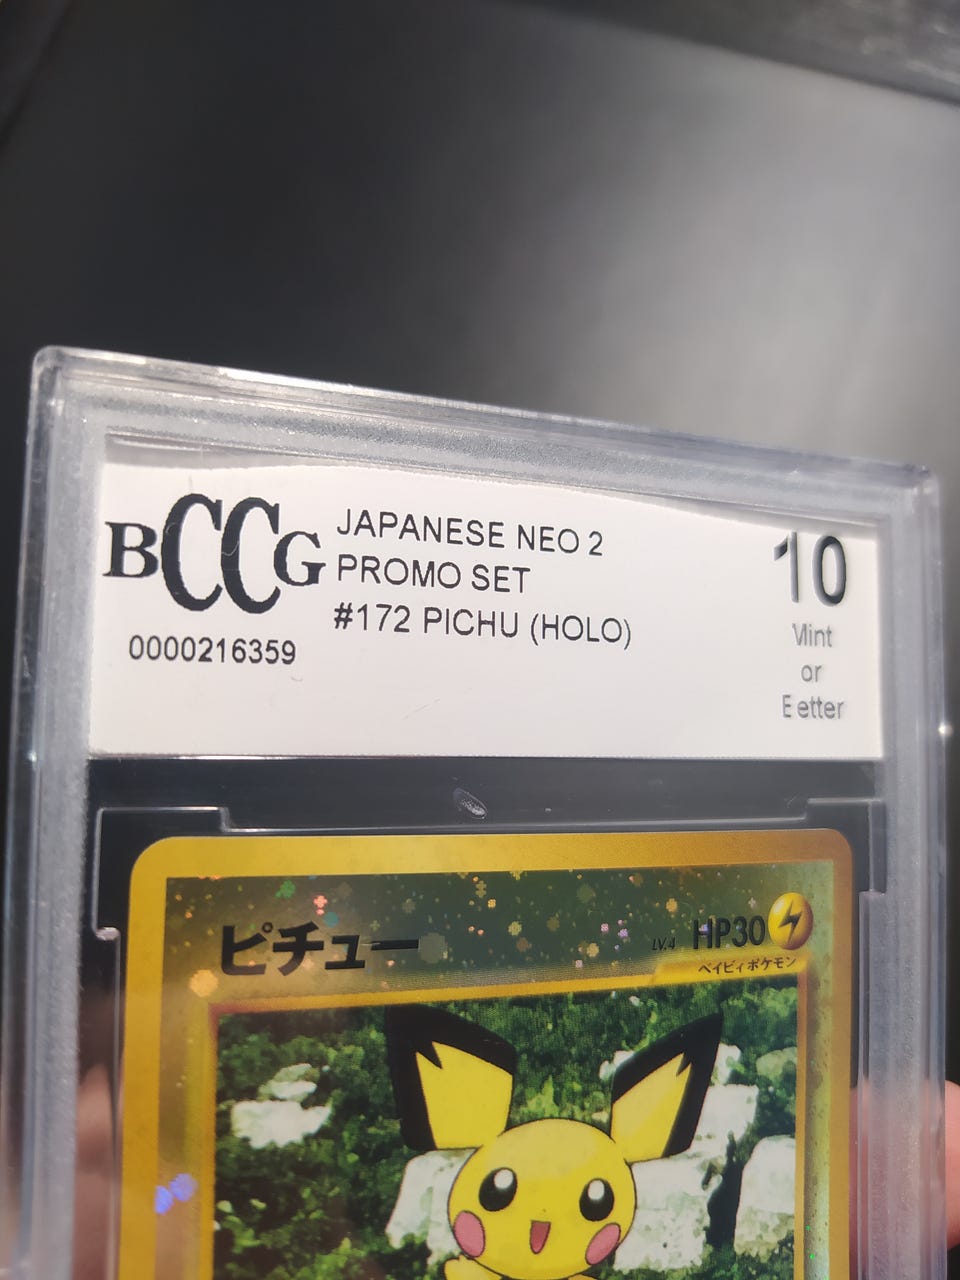 BCCG
JAPANESE NEO 2
PROMO SET
#172 PICHU (HOLO)
0000216359
10
Mint
or
Better
ピチュー
LV.4 HP30
ベイビィポケモン